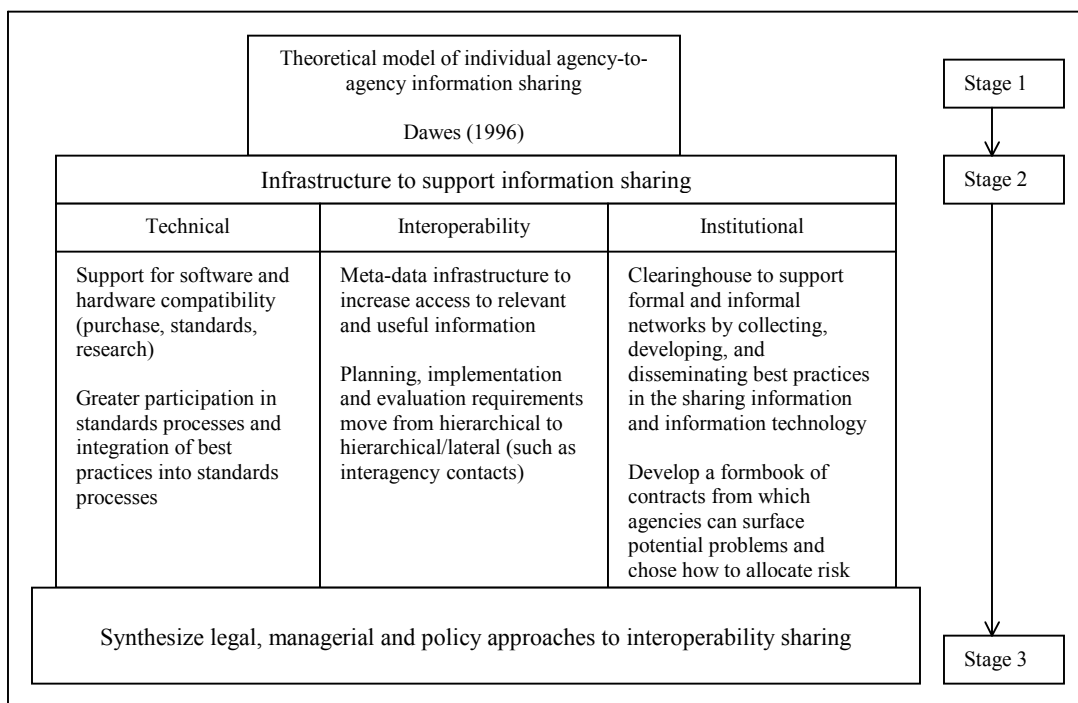 Theoretical model of individual agency-to-
agency information sharing
Dawes (1996)
Stage 1
Infrastructure to support information sharing
Stage 2
Technical
Interoperability
Institutional
Support for software and
hardware compatibility
(purchase, standards,
research)
Greater participation in
standards processes and
integration of best
practices into standards
processes
Meta-data infrastructure to
increase access to relevant
and useful information
Planning, implementation
and evaluation requirements
move from hierarchical to
hierarchical/lateral (such as
interagency contacts)
Clearinghouse to support
formal and informal
networks by collecting,
developing, and
disseminating best practices
in the sharing information
and information technology
Develop a formbook of
contracts from which
agencies can surface
potential problems and
chose how to allocate risk
Synthesize legal, managerial and policy approaches to interoperability sharing
Stage 3